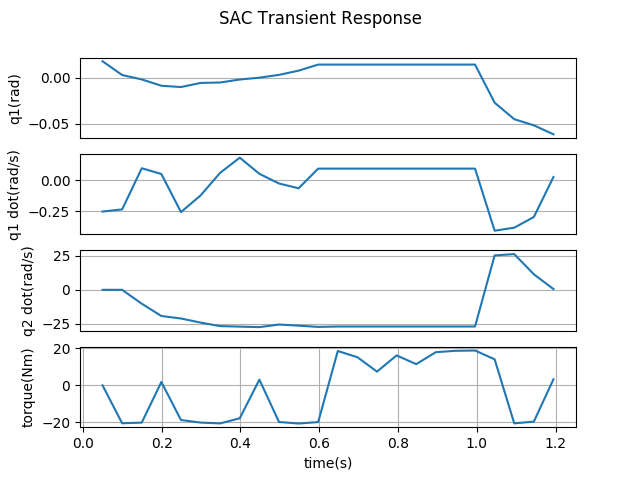 SAC Transient Response
q1(rad)
0.00
−0.05
q1 dot(rad/s)
0.00
−0.25
q2 dot(rad/s)
25
0
−25
torque(Nm)
20
0
−20
0.0 0.2 0.4 0.6 0.8 1.0 1.2
time(s)